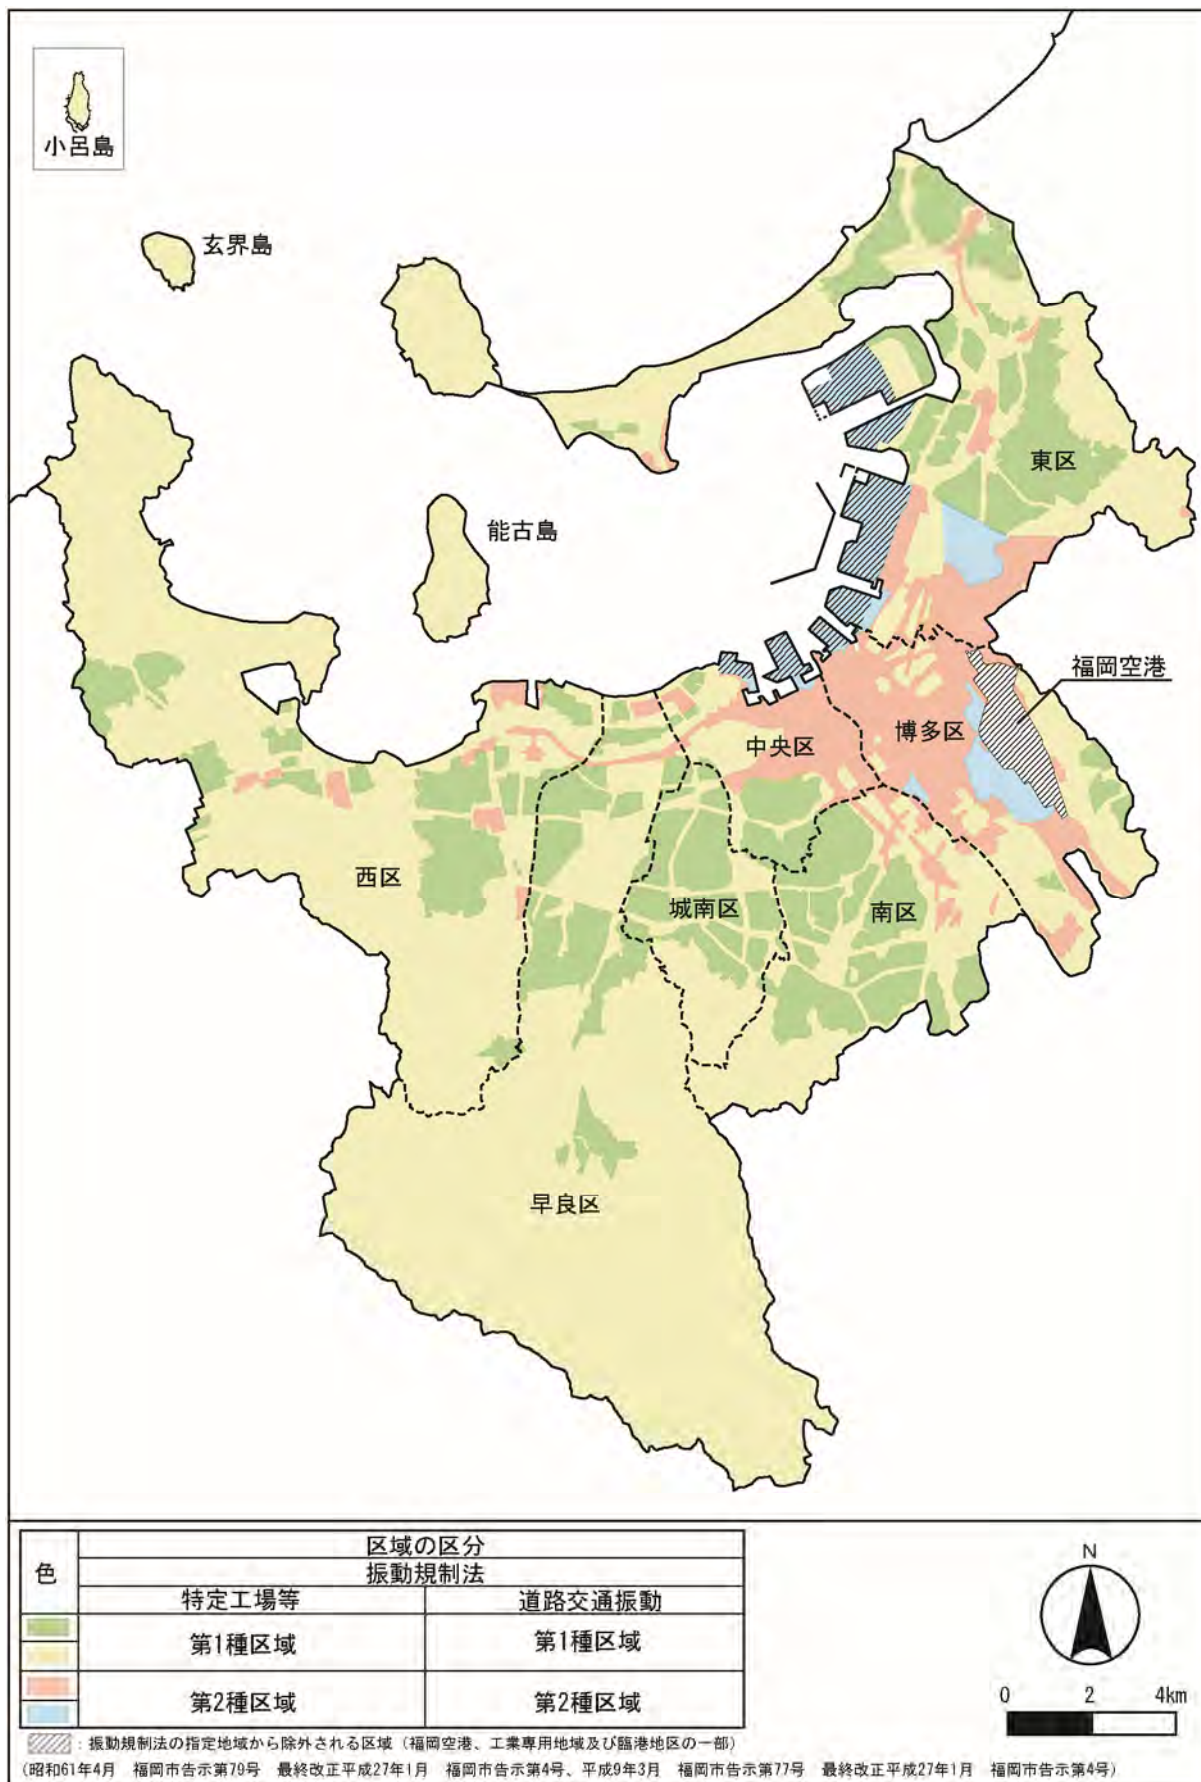 小呂島
玄界島
能古島
東区
福岡空港
博多区
中央区
西区
城南区
南区
早良区
色
区域の区分
振動規制法
特定工場等
道路交通振動
第1種区域
第1種区域
第2種区域
第2種区域
N
0 2 4km
：振動規制法の指定地域から除外される区域（福岡空港、工業専用地域及び臨港地区の一部）
（昭和61年4月　福岡市告示第79号　最終改正平成27年1月　福岡市告示第4号、平成9年3月　福岡市告示第77号　最終改正平成27年1月　福岡市告示第4号）